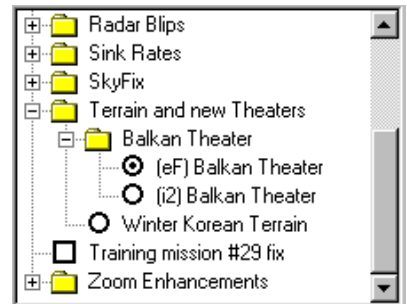 Radar Blips
Sink Rates
SkyFix
Terrain and new Theaters
Balkan Theater
(eF) Balkan Theater
(i2) Balkan Theater
Winter Korean Terrain
Training mission #29 fix
Zoom Enhancements